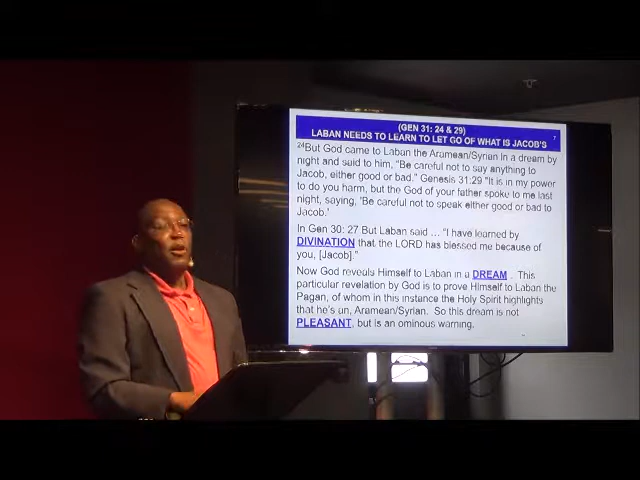 (GEN 31: 24 & 29)
LABAN NEEDS TO LEARN TO LET GO OF WHAT IS JACOB'S
7
24But God came to Laban the Aramean/Syrian in a dream by
night and said to him, “Be careful not to say anything to
Jacob, either good or bad.” Genesis 31:29 “It is in my power
to do you harm, but the God of your father spoke to me last
night, saying, 'Be careful not to speak either good or bad to
Jacob.'
In Gen 30: 27 But Laban said ... “I have learned by
DIVINATION that the LORD has blessed me because of
you, [Jacob].”
Now God reveals Himself to Laban in a DREAM . This
particular revelation by God is to prove Himself to Laban the
Pagan, of whom in this instance the Holy Spirit highlights
that he's un, Aramean/Syrian. So this dream is not
PLEASANT, but is an ominous warning.